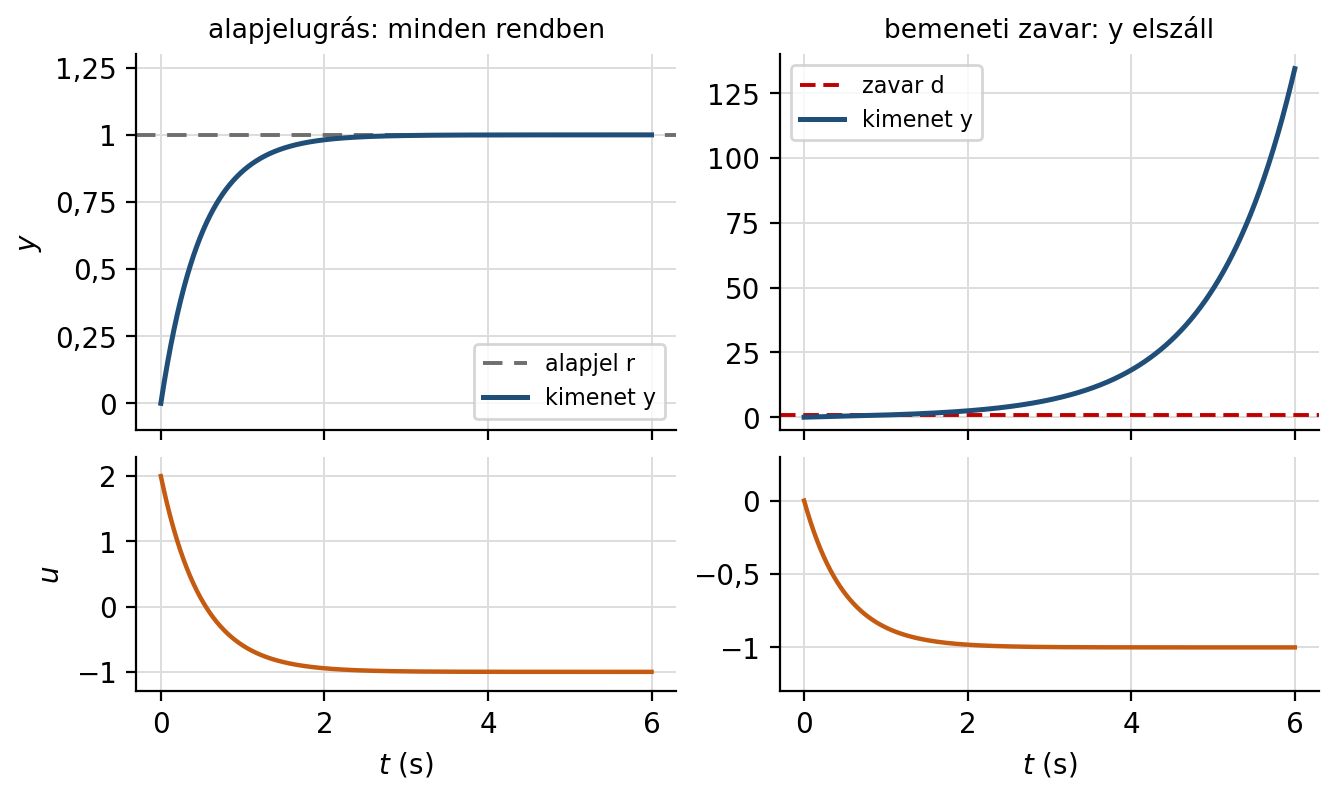 alapjelugrás: minden rendben
1,25
1
0,75
0,5
0,25
0
y
alapjel r
kimenet y
bemeneti zavar: y elszáll
125
100
75
50
25
0
zavar d
kimenet y
2
1
0
−1
u
0 2 4 6
t (s)
0
−0,5
−1
0 2 4 6
t (s)